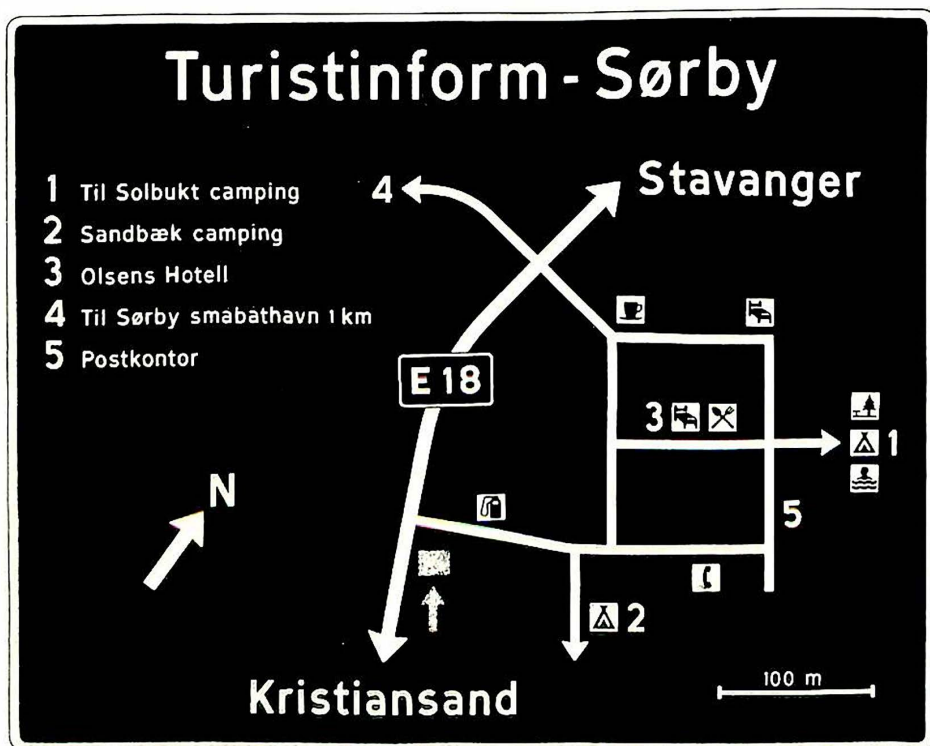 Turistinform - Sørby
1 Til Solbukt camping
2 Sandbæk camping
3 Olsens Hotell
4 Til Sørby smabathavn 1 km
5 Postkontor
4
Stavanger
E 18
3
1
N
5
2
Kristiansand
100 m